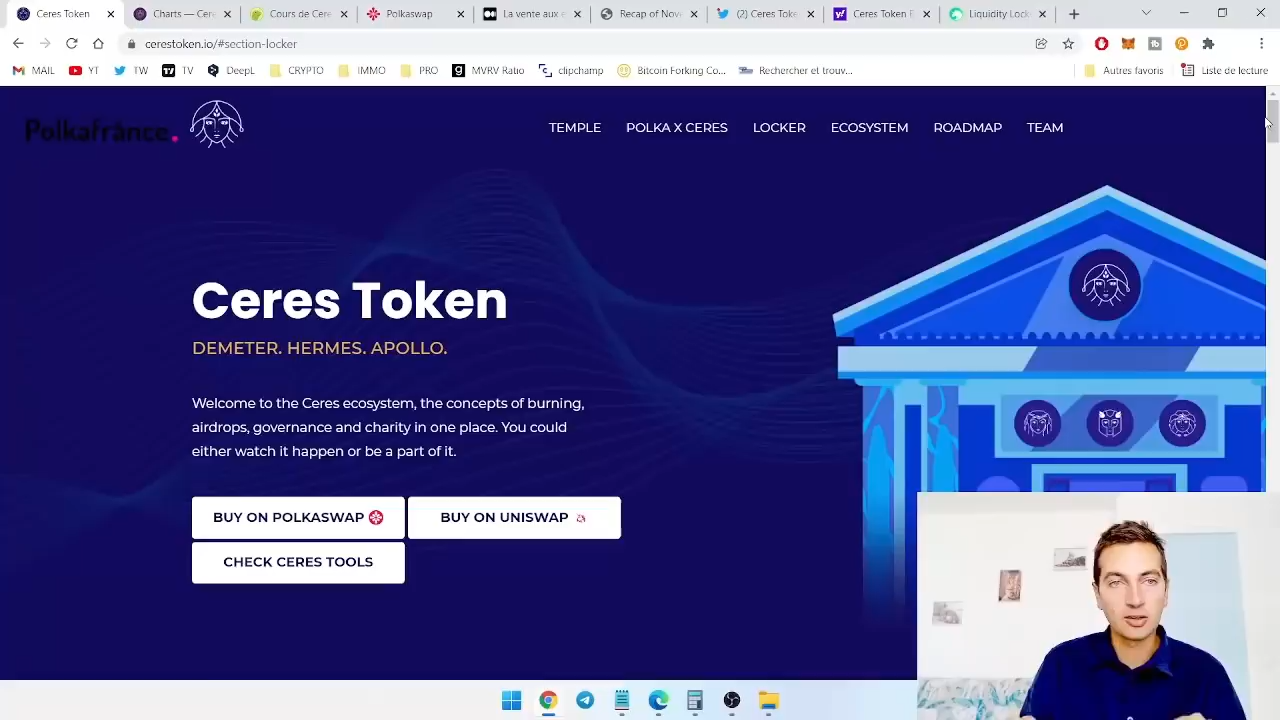 Ceres Token
Charts — Cere
Cours de Cere
Polkaswap
La vente aux e
Recap of Nov
(2) Ceres Toke
Ceres Token E
Liquidity Lock
cerestoken.io/#section-locker
MAIL
YT
TW
TV
DeepL
CRYPTO
IMMO
PRO
MVRV Ratio
clipchamp
Bitcoin Forking Co...
Rechercher et trouv...
Autres favoris
Liste de lecture
Polkafrànce.
TEMPLE
POLKA X CERES
LOCKER
ECOSYSTEM
ROADMAP
TEAM
Ceres Token
DEMETER. HERMES. APOLLO.
Welcome to the Ceres ecosystem, the concepts of burning,
airdrops, governance and charity in one place. You could
either watch it happen or be a part of it.
BUY ON POLKASWAP
BUY ON UNISWAP
CHECK CERES TOOLS